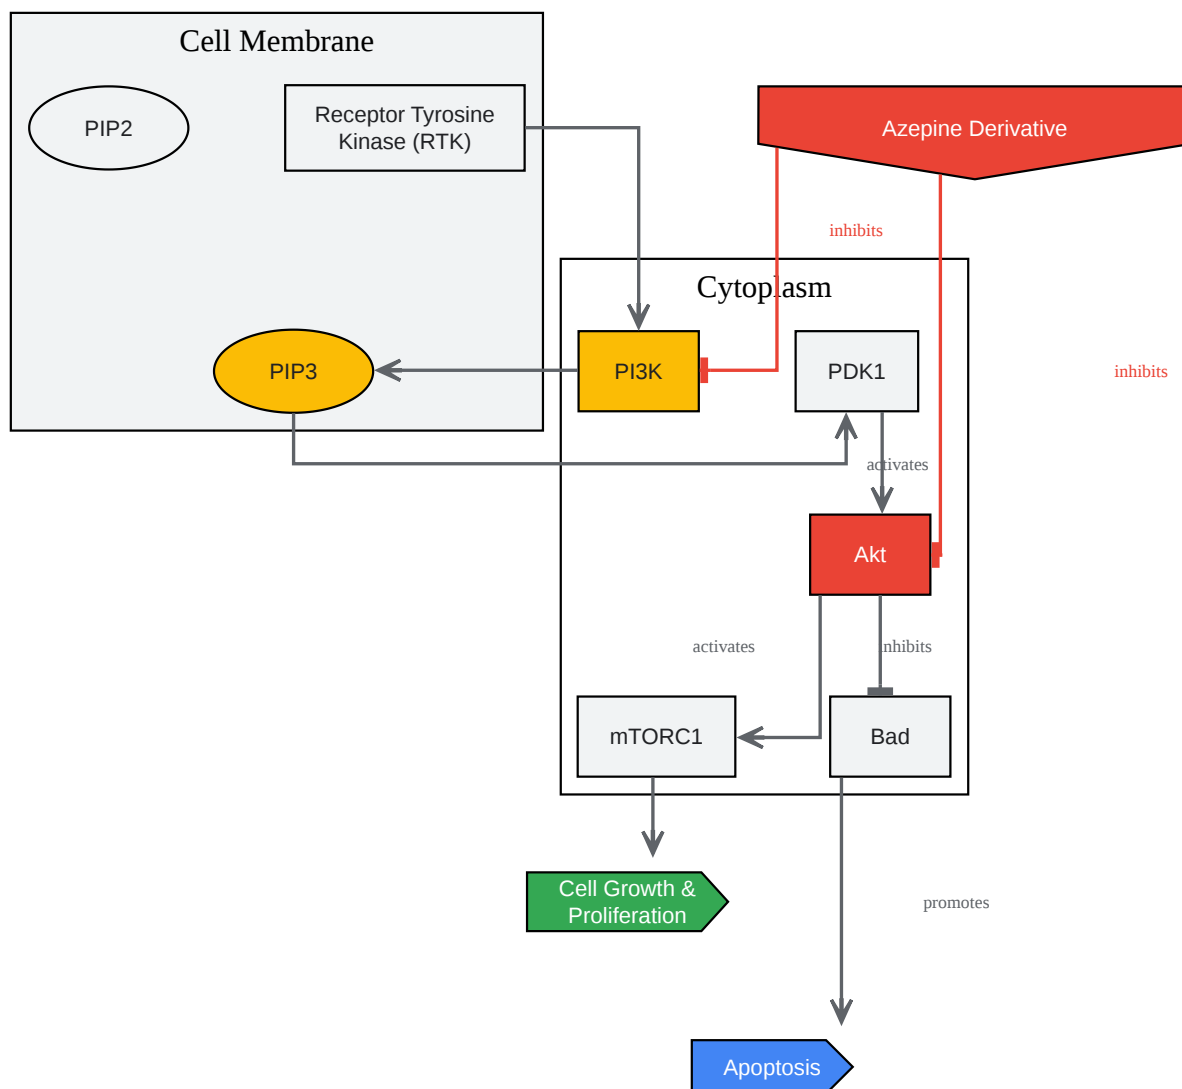 Cell Membrane
PIP2
Receptor Tyrosine
Kinase (RTK)
Azepine Derivative
inhibits
Cytoplasm
PIP3
PI3K
PDK1
inhibits
activates
Akt
activates
inhibits
mTORC1
Bad
Cell Growth &
Proliferation
promotes
Apoptosis